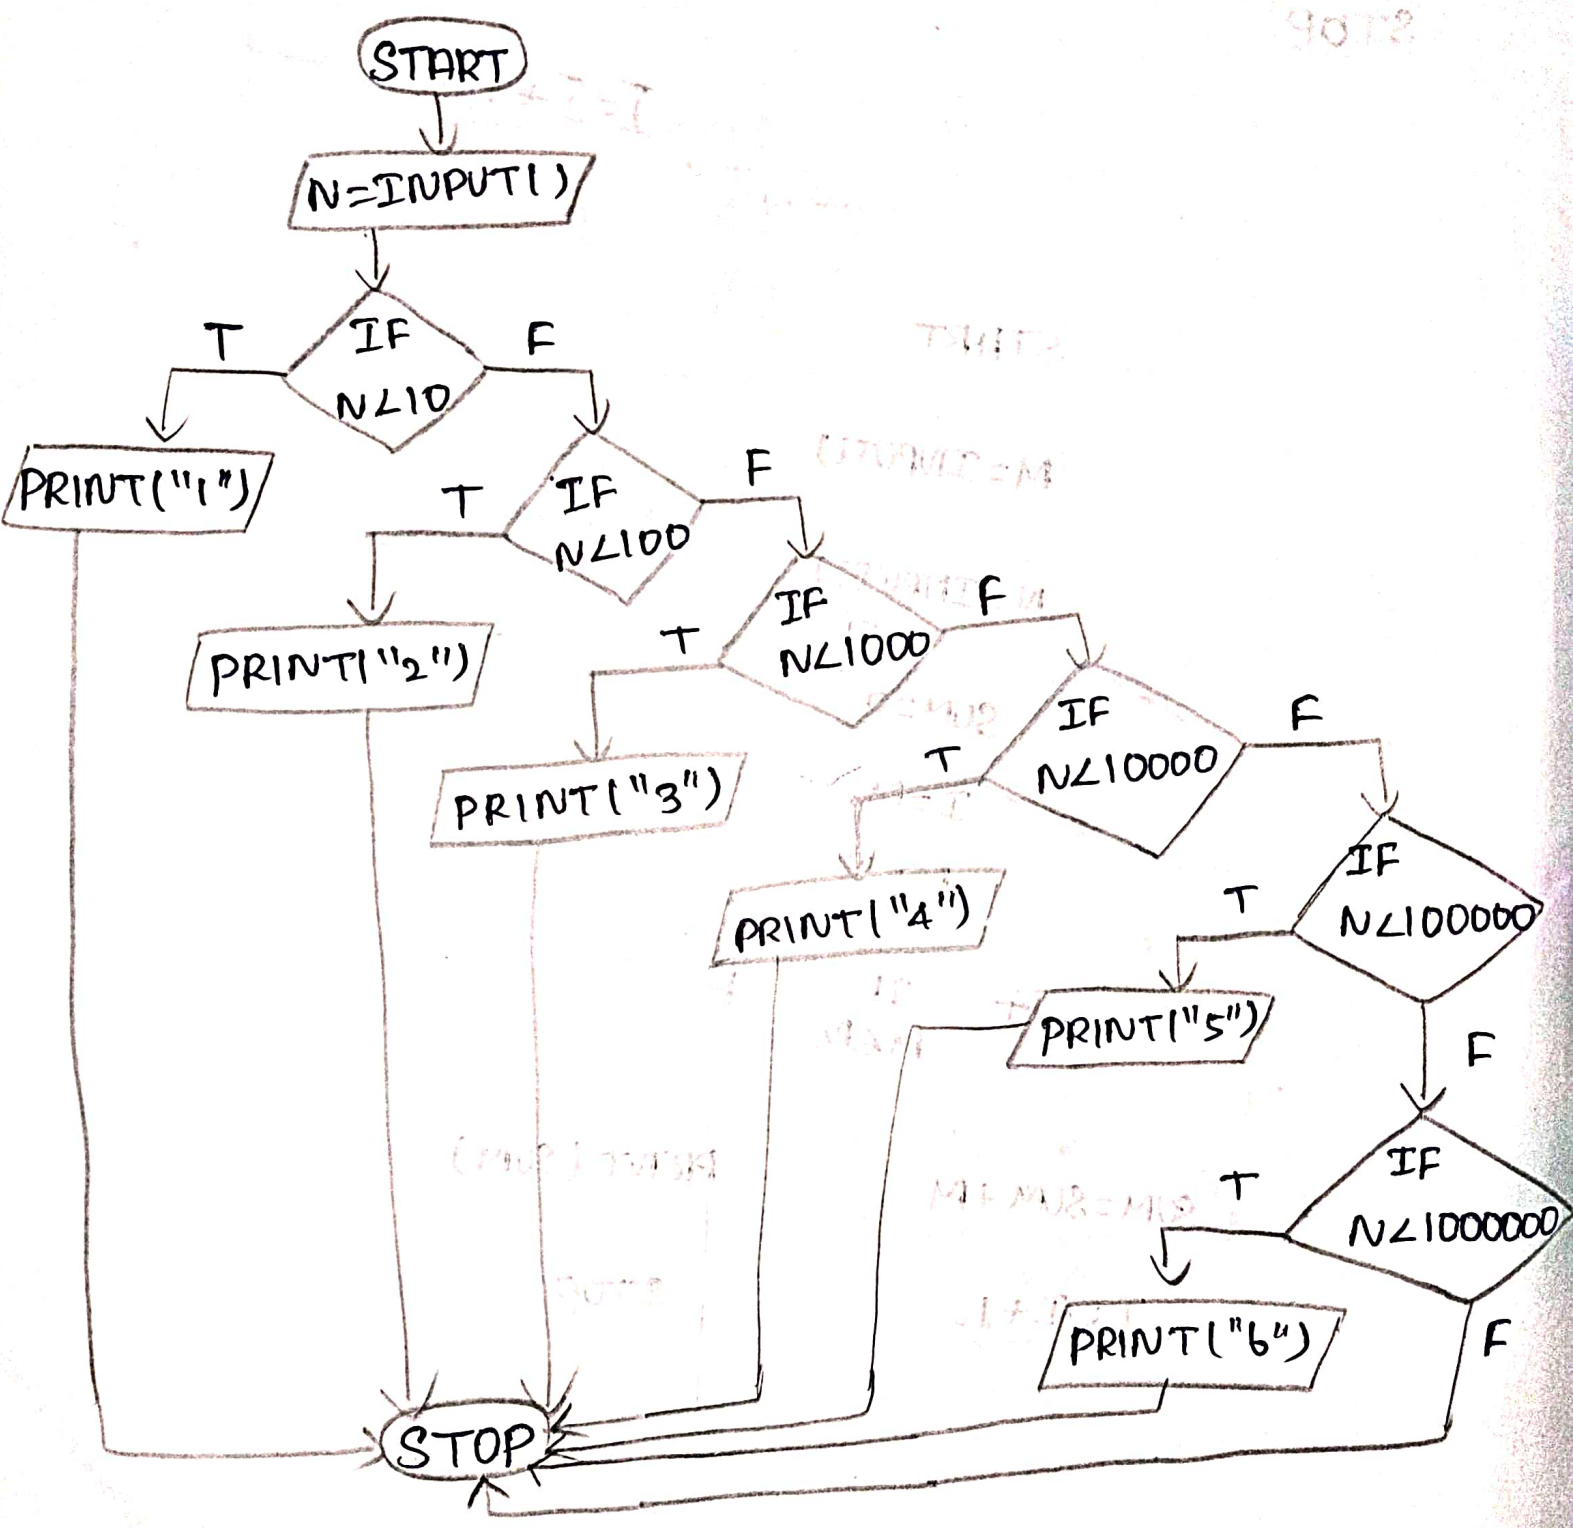 START
N=INPUT()
IF
N<10
T
F
PRINT("1")
IF
N<100
T
F
PRINT("2")
IF
N<1000
T
F
PRINT("3")
IF
N<10000
T
F
PRINT("4")
IF
N<100000
T
F
PRINT("5")
IF
N<1000000
T
F
PRINT("6")
STOP